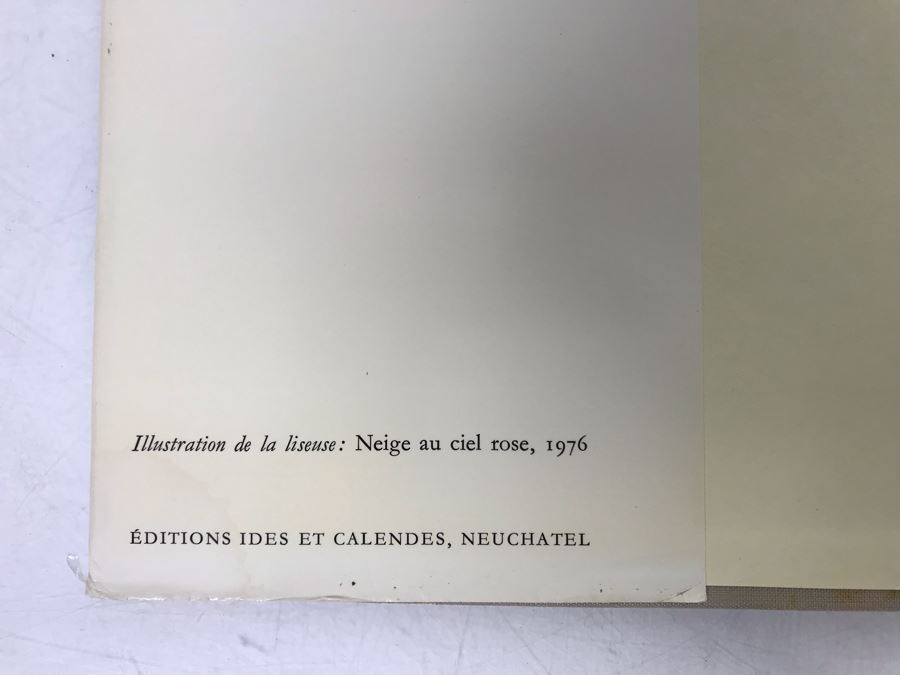 Illustration de la liseuse: Neige au ciel rose, 1976
ÉDITIONS IDES ET CALENDES, NEUCHATEL